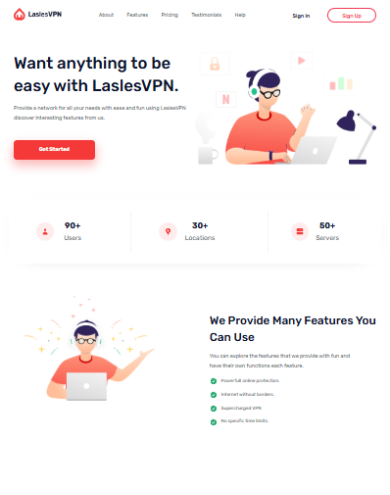 LaslesVPN
About Features Pricing Testimonials Help
Sign In Sign Up
Want anything to be
easy with LaslesVPN.
Provide a network for all your needs with ease and fun using LaslesVPN
discover interesting features from us.
Get Started
N
90+
Users
30+
Locations
50+
Servers
We Provide Many Features You
Can Use
You can explore the features that we provide with fun and
have their own functions each feature.
Powerfull online protection.
Internet without borders.
Supercharged VPN
No specific time limits.